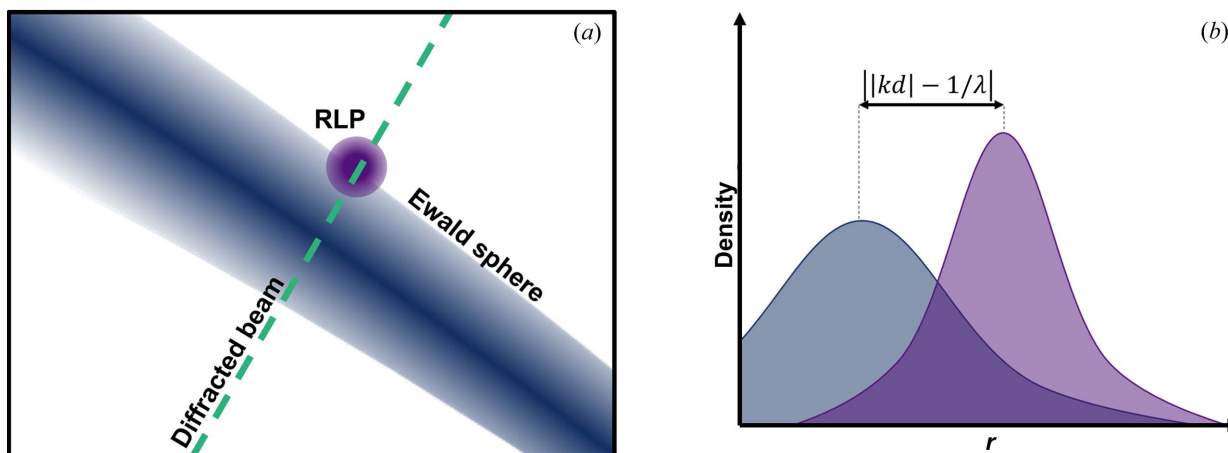 (a)
RLP
Ewald sphere
Diffracted beam
(b)
||kd| − 1/λ|
Density
r